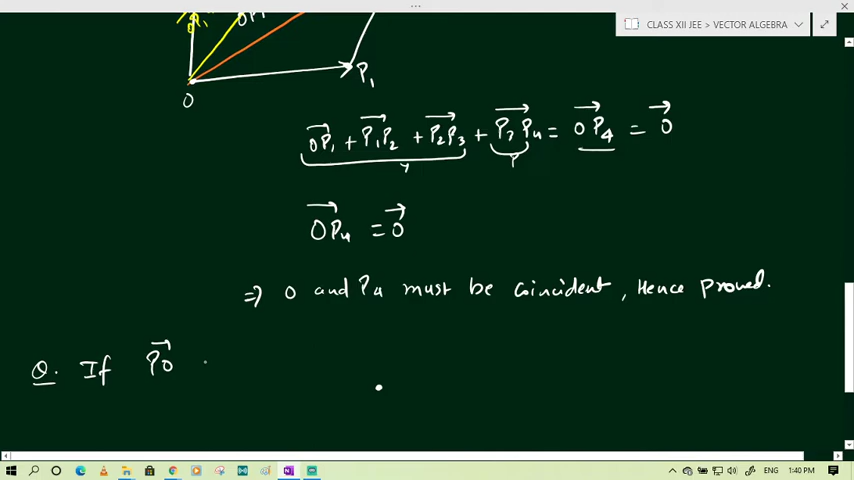 CLASS XII JEE > VECTOR ALGEBRA
OP₁
O
P₁
OP₁ + P₁P₂ + P₂P₃ + P₃P₄ = OP₄ = 0
OP₄ = 0
⇒ O and P₄ must be coincident, Hence proved.
Q. If PO
ENG 1:40 PM